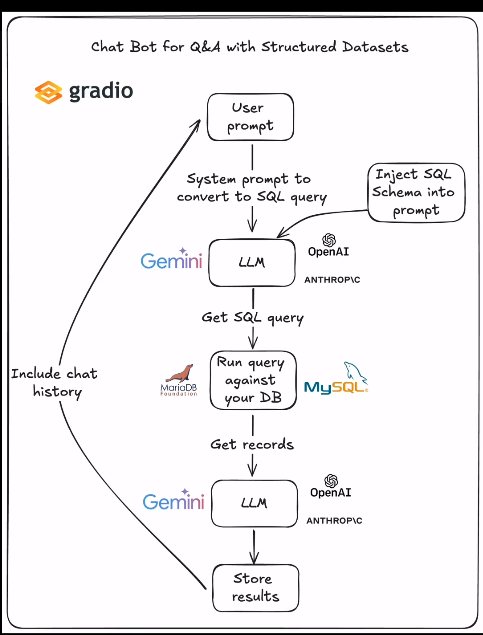 Chat Bot for Q&A with Structured Datasets
gradio
User
prompt
System prompt to
convert to SQL query
Inject SQL
Schema into
prompt
Gemini
LLM
OpenAI
ANTHROP\C
Get SQL query
Include chat
history
MariaDB
Foundation
Run query
against
your DB
MySQL®
Get records
Gemini
LLM
OpenAI
ANTHROP\C
Store
results